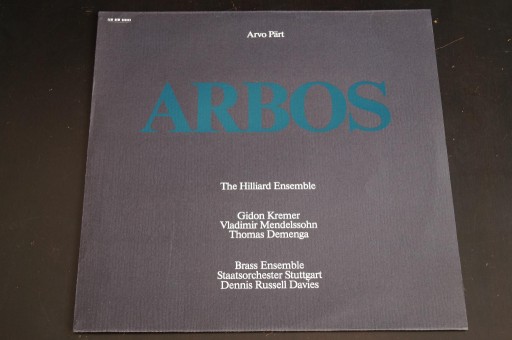 Arvo Pärt
ARBOS
The Hilliard Ensemble
Gidon Kremer
Vladimir Mendelssohn
Thomas Demenga
Brass Ensemble
Staatsorchester Stuttgart
Dennis Russell Davies